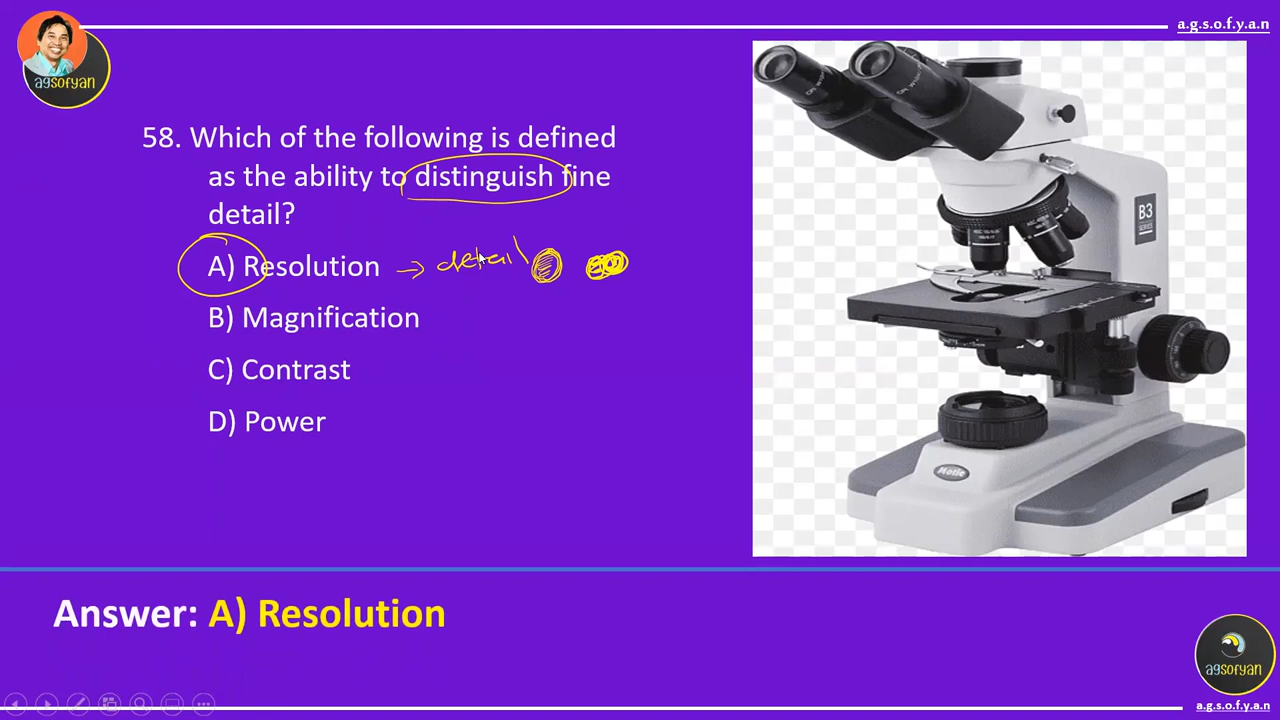 a.g.s.o.f.y.a.n
agsofyan
58. Which of the following is defined
as the ability to distinguish fine
detail?
A) Resolution → detail
B) Magnification
C) Contrast
D) Power
B3
SERIES
Motic
Answer: A) Resolution
agsofyan
a.g.s.o.f.y.a.n